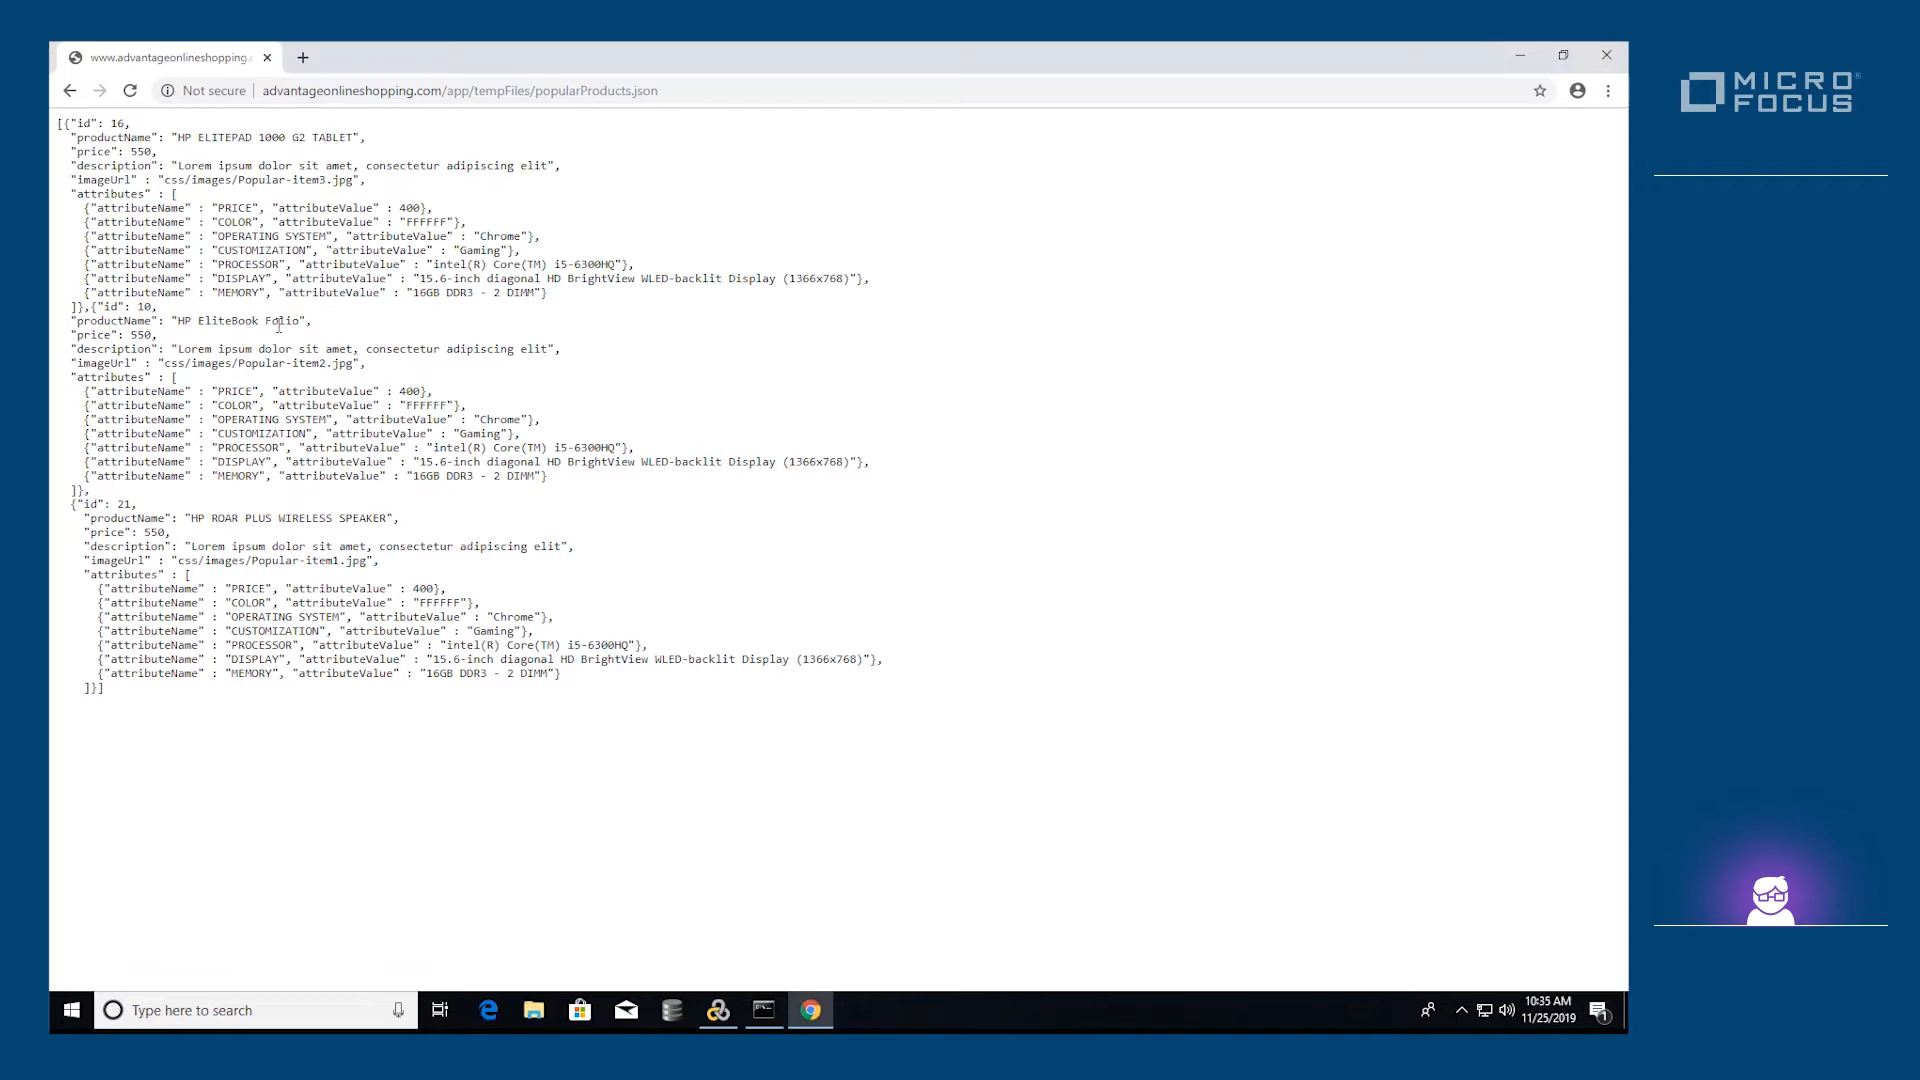 www.advantageonlineshopping.
MICRO
FOCUS
Not secure
advantageonlineshopping.com/app/tempFiles/popularProducts.json
[{"id": 16,
"productName": "HP ELITEPAD 1000 G2 TABLET",
"price": 550,
"description": "Lorem ipsum dolor sit amet, consectetur adipiscing elit",
"imageUrl" : "css/images/Popular-item3.jpg",
"attributes" : [
{"attributeName" : "PRICE", "attributeValue" : 400},
{"attributeName" : "COLOR", "attributeValue" : "FFFFFF"},
{"attributeName" : "OPERATING SYSTEM", "attributeValue" : "Chrome"},
{"attributeName" : "CUSTOMIZATION", "attributeValue" : "Gaming"},
{"attributeName" : "PROCESSOR", "attributeValue" : "intel(R) Core(TM) i5-6300HQ"},
{"attributeName" : "DISPLAY", "attributeValue" : "15.6-inch diagonal HD BrightView WLED-backlit Display (1366x768)"},
{"attributeName" : "MEMORY", "attributeValue" : "16GB DDR3 - 2 DIMM"}
]},{"id": 10,
"productName": "HP EliteBook Folio",
"price": 550,
"description": "Lorem ipsum dolor sit amet, consectetur adipiscing elit",
"imageUrl" : "css/images/Popular-item2.jpg",
"attributes" : [
{"attributeName" : "PRICE", "attributeValue" : 400},
{"attributeName" : "COLOR", "attributeValue" : "FFFFFF"},
{"attributeName" : "OPERATING SYSTEM", "attributeValue" : "Chrome"},
{"attributeName" : "CUSTOMIZATION", "attributeValue" : "Gaming"},
{"attributeName" : "PROCESSOR", "attributeValue" : "intel(R) Core(TM) i5-6300HQ"},
{"attributeName" : "DISPLAY", "attributeValue" : "15.6-inch diagonal HD BrightView WLED-backlit Display (1366x768)"},
{"attributeName" : "MEMORY", "attributeValue" : "16GB DDR3 - 2 DIMM"}
]},
{"id": 21,
"productName": "HP ROAR PLUS WIRELESS SPEAKER",
"price": 550,
"description": "Lorem ipsum dolor sit amet, consectetur adipiscing elit",
"imageUrl" : "css/images/Popular-item1.jpg",
"attributes" : [
{"attributeName" : "PRICE", "attributeValue" : 400},
{"attributeName" : "COLOR", "attributeValue" : "FFFFFF"},
{"attributeName" : "OPERATING SYSTEM", "attributeValue" : "Chrome"},
{"attributeName" : "CUSTOMIZATION", "attributeValue" : "Gaming"},
{"attributeName" : "PROCESSOR", "attributeValue" : "intel(R) Core(TM) i5-6300HQ"},
{"attributeName" : "DISPLAY", "attributeValue" : "15.6-inch diagonal HD BrightView WLED-backlit Display (1366x768)"},
{"attributeName" : "MEMORY", "attributeValue" : "16GB DDR3 - 2 DIMM"}
]}]
Type here to search
10:35 AM
11/25/2019
1